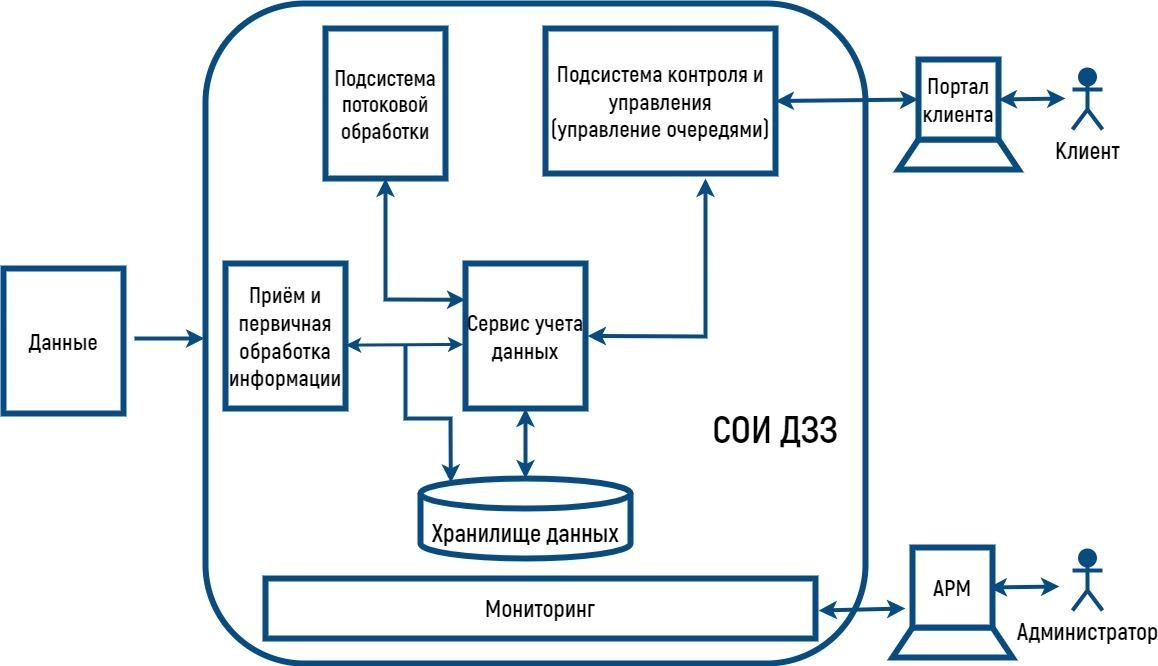 Подсистема
потоковой
обработки
Подсистема контроля и
управления
(управление очередями)
Портал
клиента
Клиент
Данные
Приём и
первичная
обработка
информации
Сервис учета
данных
СОИ ДЗЗ
Хранилище данных
Мониторинг
АРМ
Администратор